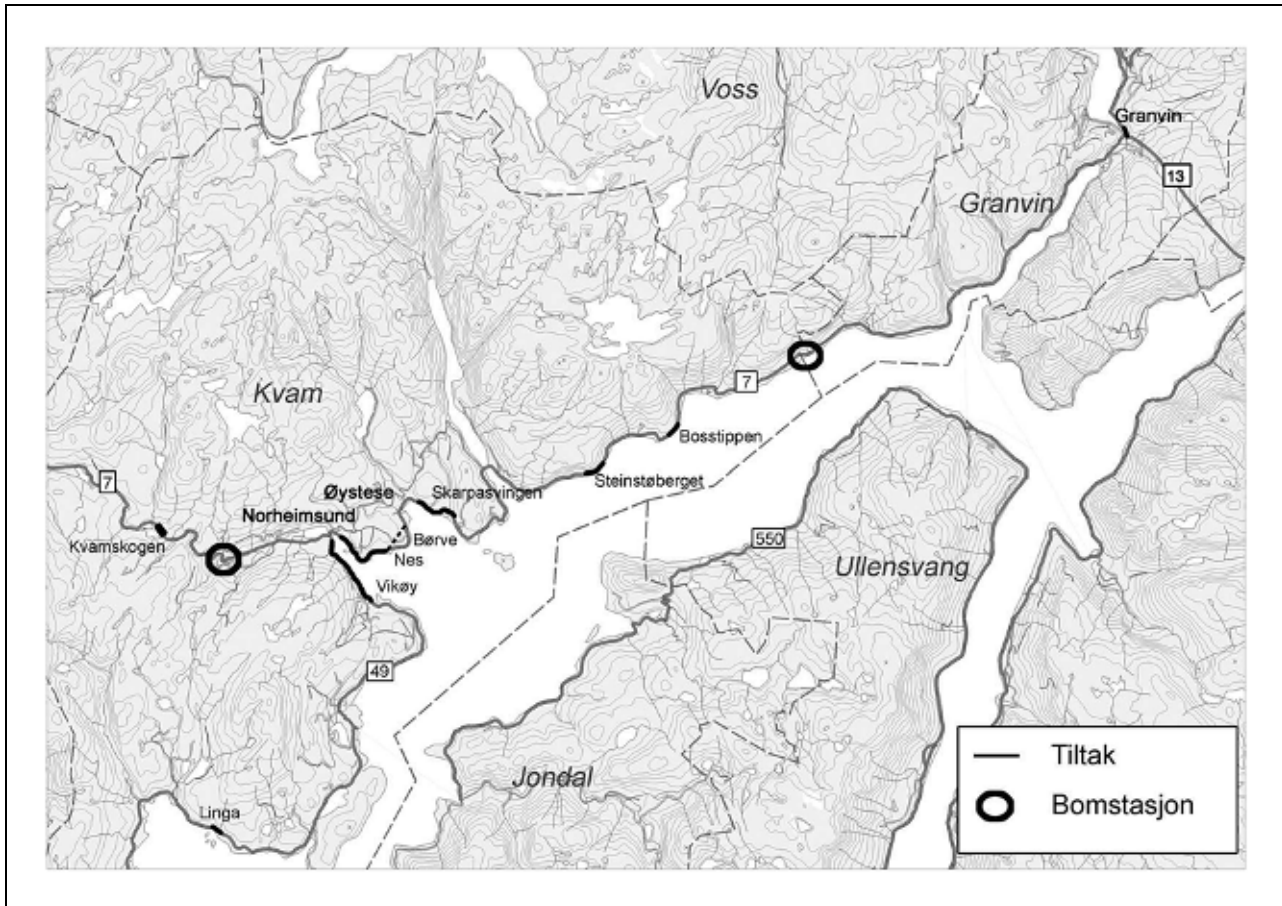 Voss
Granvin
13
Granvin
7
Kvam
Bosstippen
Steinstøberget
Øystese
Skarpasvingen
7
Norheimsund
Kvamskogen
Børve
Nes
550
Ullensvang
Vikøy
49
Jondal
Linga
Tiltak
Bomstasjon